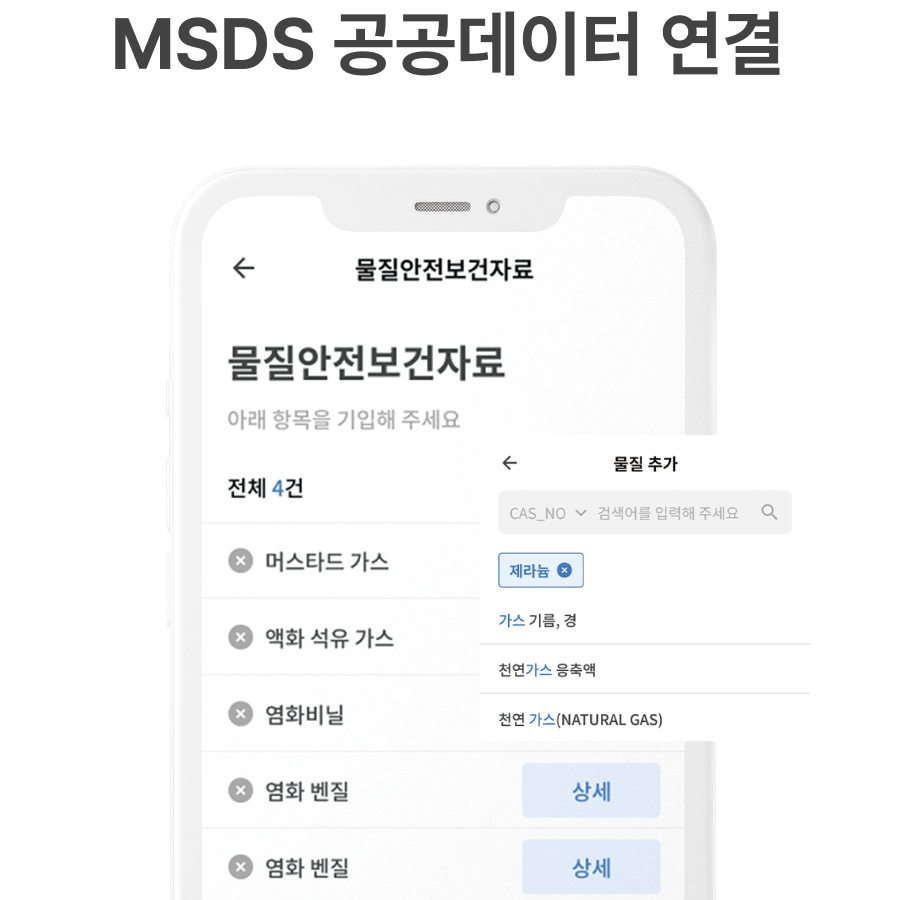 MSDS 공공데이터 연결
물질안전보건자료
물질안전보건자료
아래 항목을 기입해 주세요
전체 4건
머스타드 가스
액화 석유 가스
염화비닐
염화 벤질 상세
염화 벤질 상세
물질 추가
CAS_NO 검색어를 입력해 주세요
제라늄
가스 기름, 경
천연가스 응축액
천연 가스(NATURAL GAS)